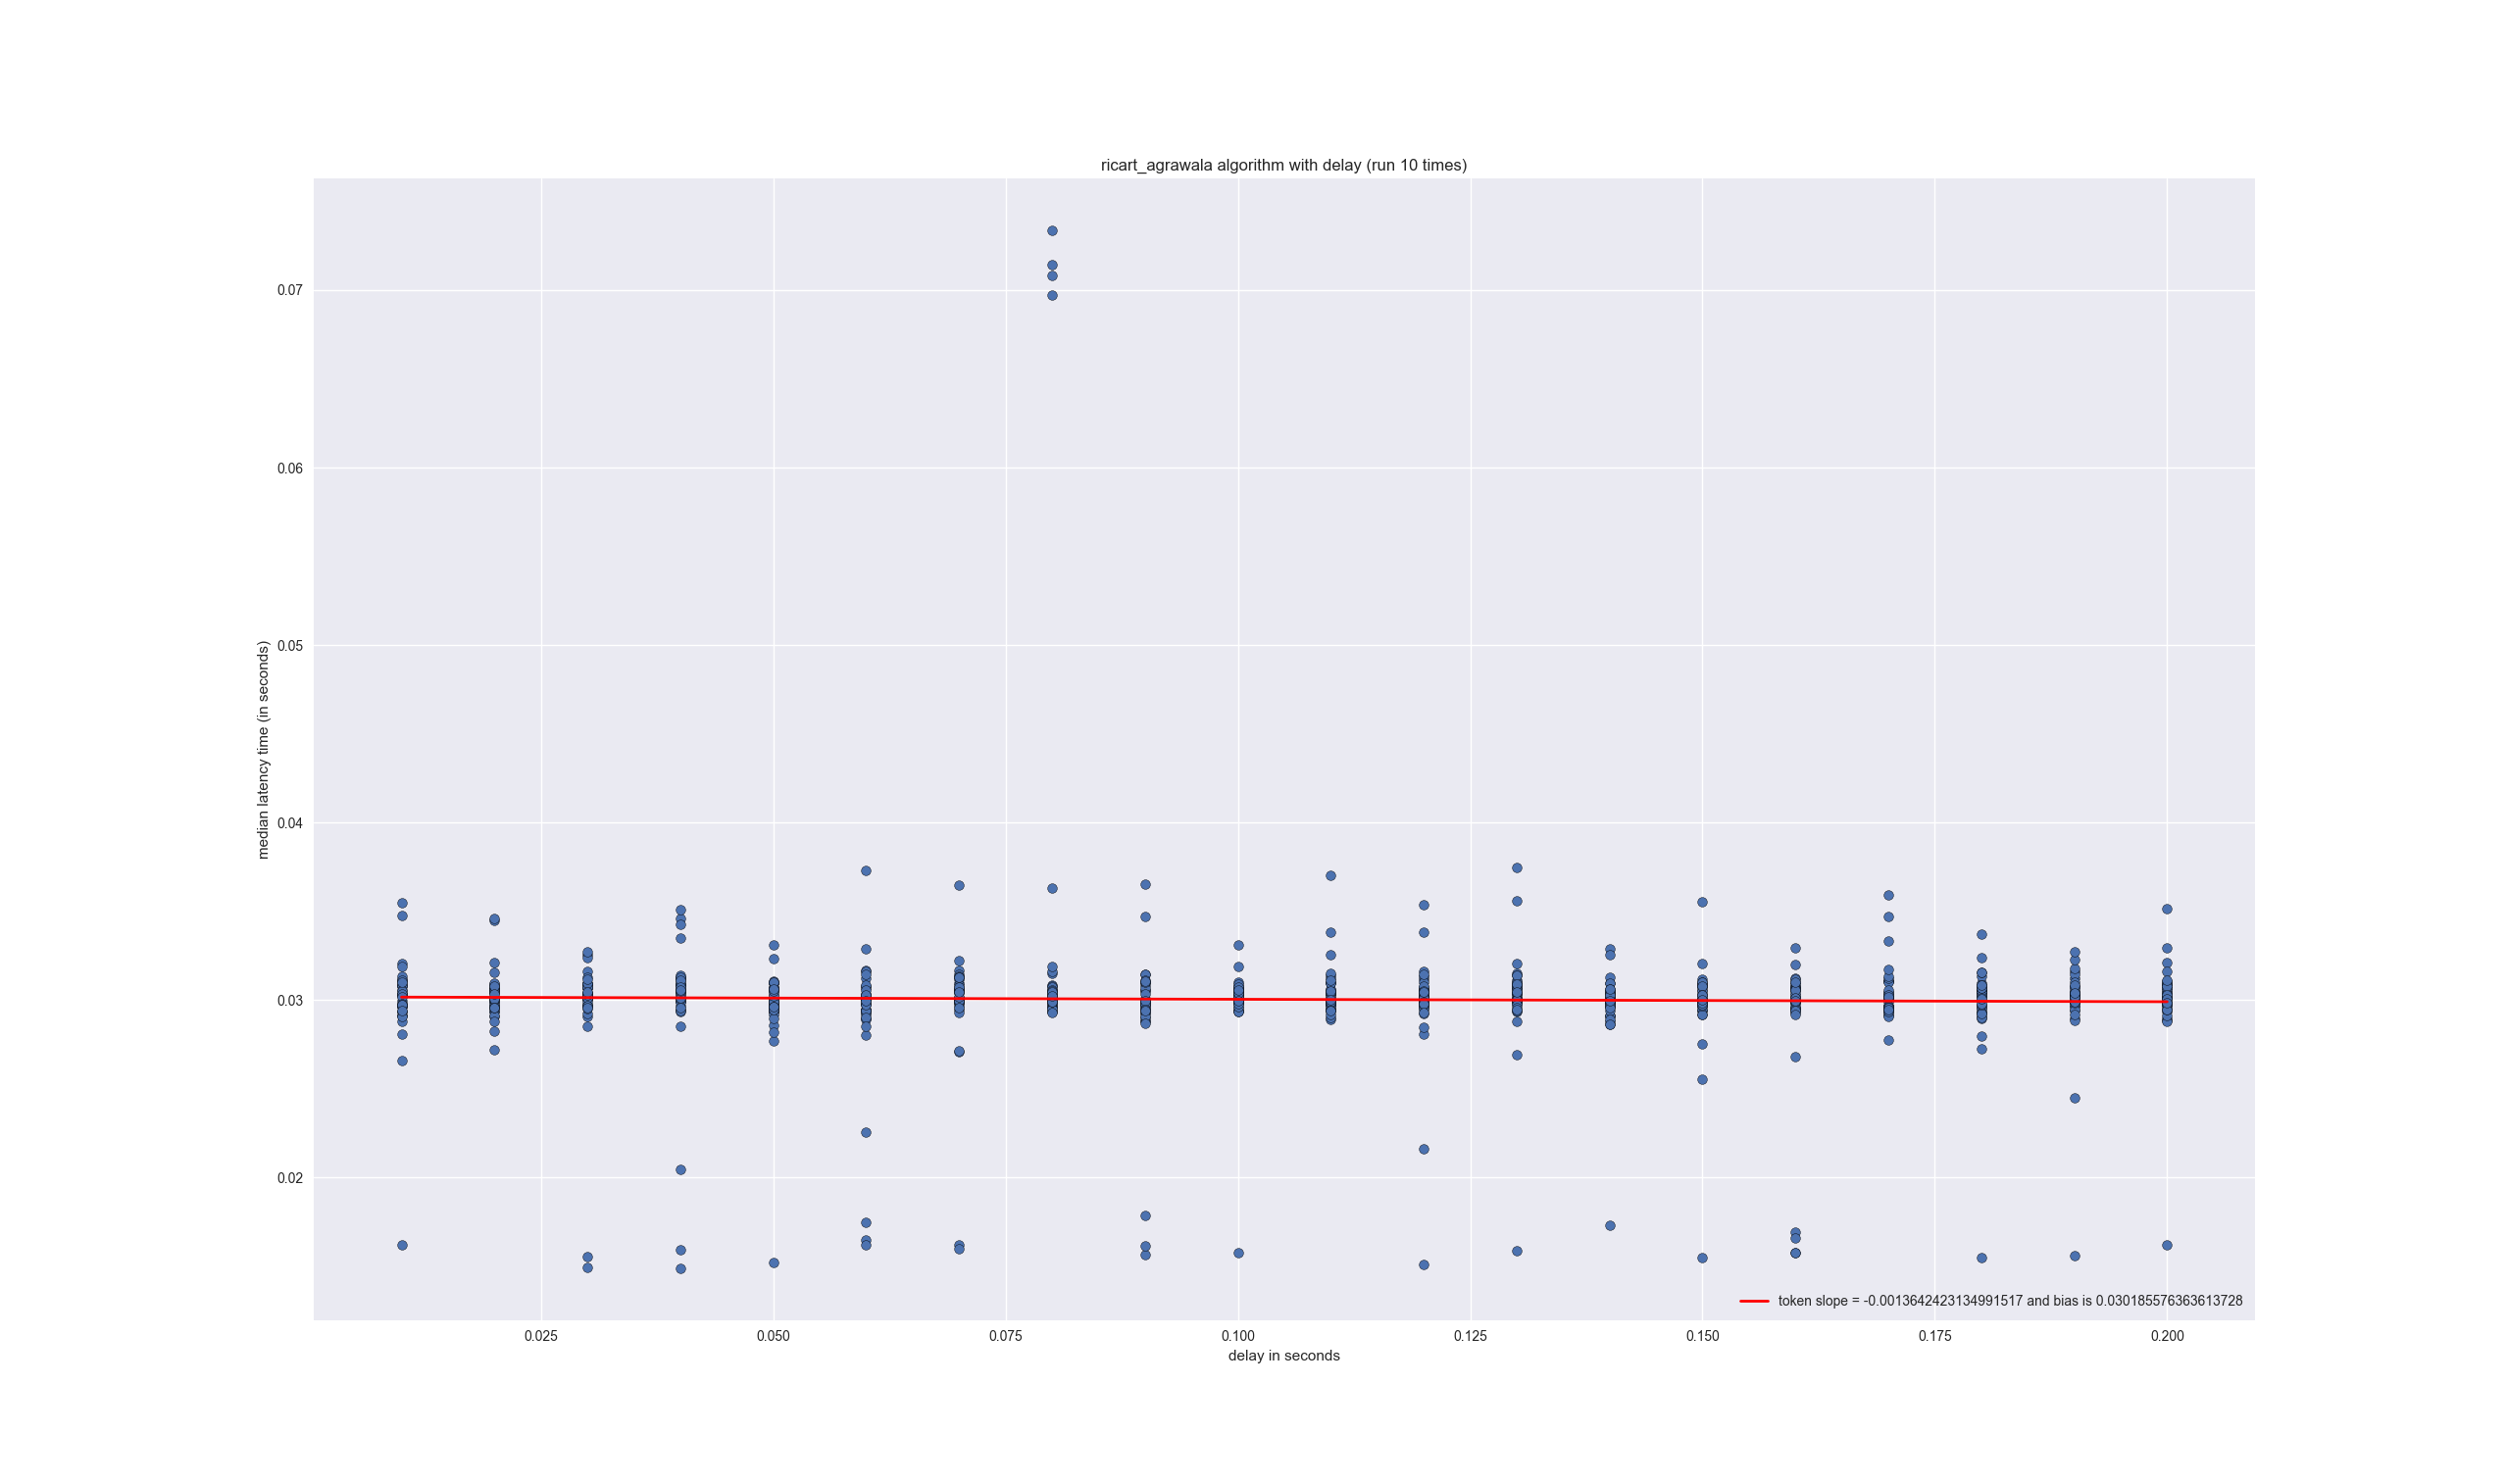 ricart_agrawala algorithm with delay (run 10 times)
0.07
0.06
0.05
0.04
0.03
0.02
median latency time (in seconds)
token slope = -0.0013642423134991517 and bias is 0.030185576363613728
0.025 0.050 0.075 0.100 0.125 0.150 0.175 0.200
delay in seconds